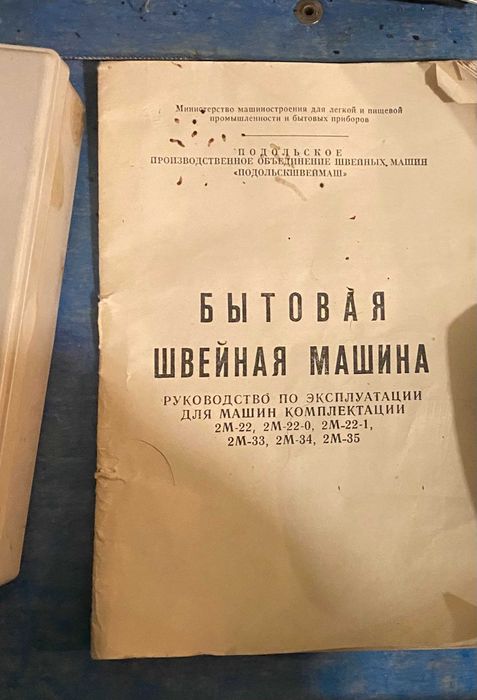 Министерство машиностроения для легкой и пищевой
промышленности и бытовых приборов
ПОДОЛЬСКОЕ
ПРОИЗВОДСТВЕННОЕ ОБЪЕДИНЕНИЕ ШВЕЙНЫХ МАШИН
«ПОДОЛЬСКШВЕЙМАШ»
БЫТОВАЯ
ШВЕЙНАЯ МАШИНА
РУКОВОДСТВО ПО ЭКСПЛУАТАЦИИ
ДЛЯ МАШИН КОМПЛЕКТАЦИИ
2М-22, 2М-22-0, 2М-22-1,
2М-33, 2М-34, 2М-35